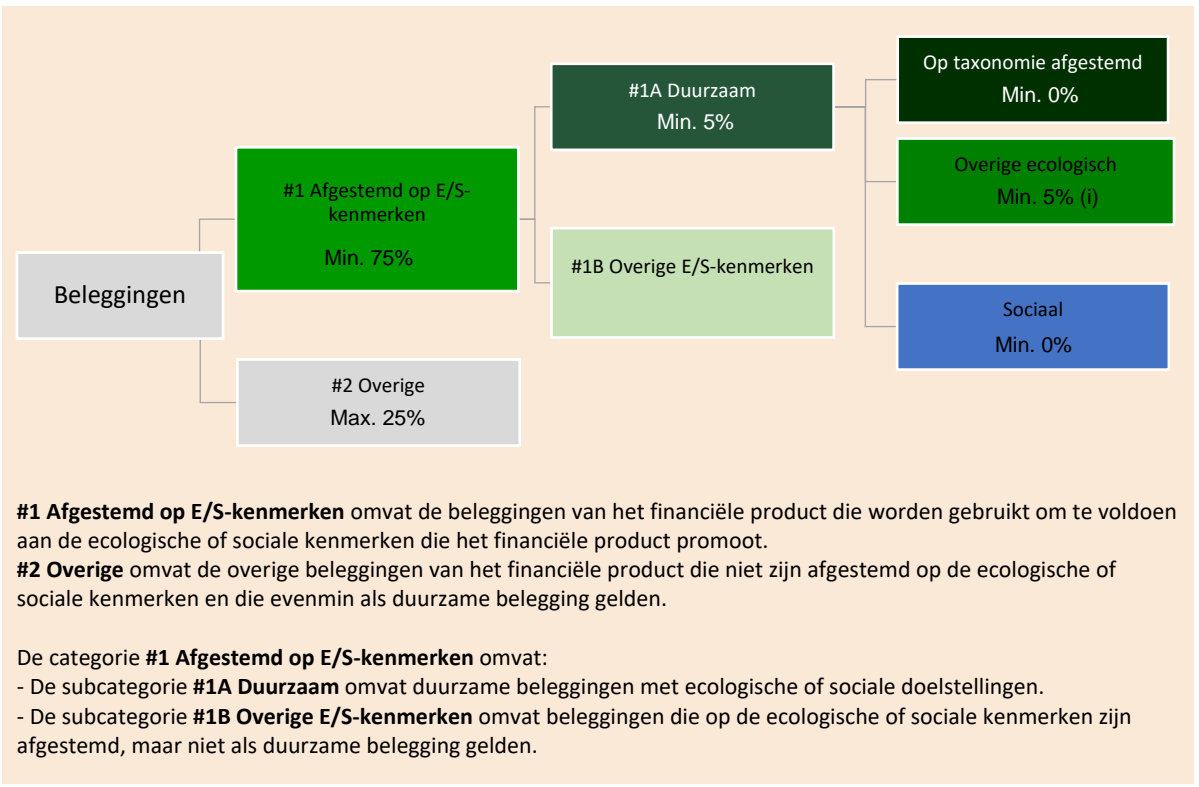 Op taxonomie afgestemd
Min. 0%
#1A Duurzaam
Min. 5%
Overige ecologisch
Min. 5% (i)
#1 Afgestemd op E/S-
kenmerken
Min. 75%
#1B Overige E/S-kenmerken
Beleggingen
Sociaal
Min. 0%
#2 Overige
Max. 25%
#1 Afgestemd op E/S-kenmerken omvat de beleggingen van het financiële product die worden gebruikt om te voldoen
aan de ecologische of sociale kenmerken die het financiële product promoot.
#2 Overige omvat de overige beleggingen van het financiële product die niet zijn afgestemd op de ecologische of
sociale kenmerken en die evenmin als duurzame belegging gelden.
De categorie #1 Afgestemd op E/S-kenmerken omvat:
- De subcategorie #1A Duurzaam omvat duurzame beleggingen met ecologische of sociale doelstellingen.
- De subcategorie #1B Overige E/S-kenmerken omvat beleggingen die op de ecologische of sociale kenmerken zijn
afgestemd, maar niet als duurzame belegging gelden.